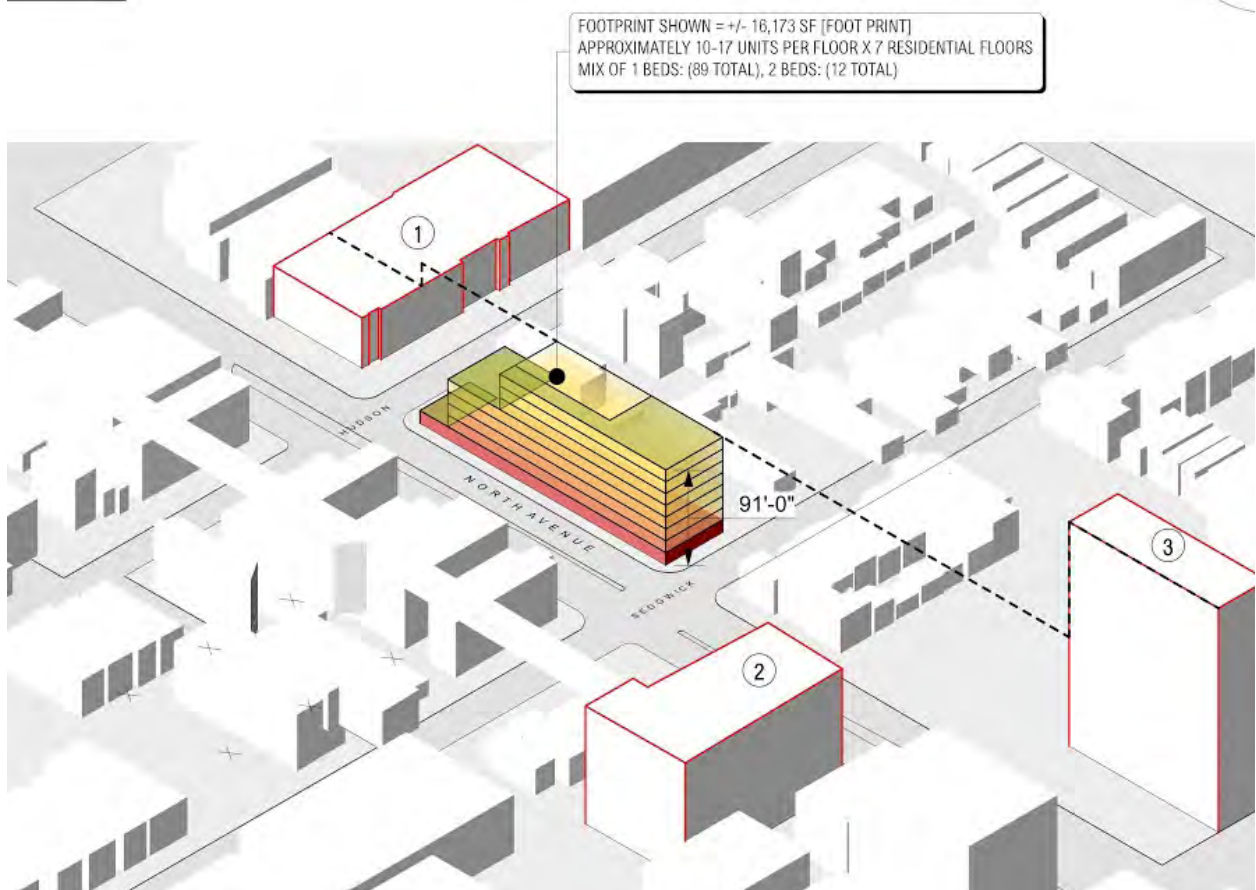 FOOTPRINT SHOWN = +/- 16,173 SF [FOOT PRINT]
APPROXIMATELY 10-17 UNITS PER FLOOR X 7 RESIDENTIAL FLOORS
MIX OF 1 BEDS: (89 TOTAL), 2 BEDS: (12 TOTAL)
1
HUDSON
NORTH AVENUE
91'-0"
SEDGWICK
3
2